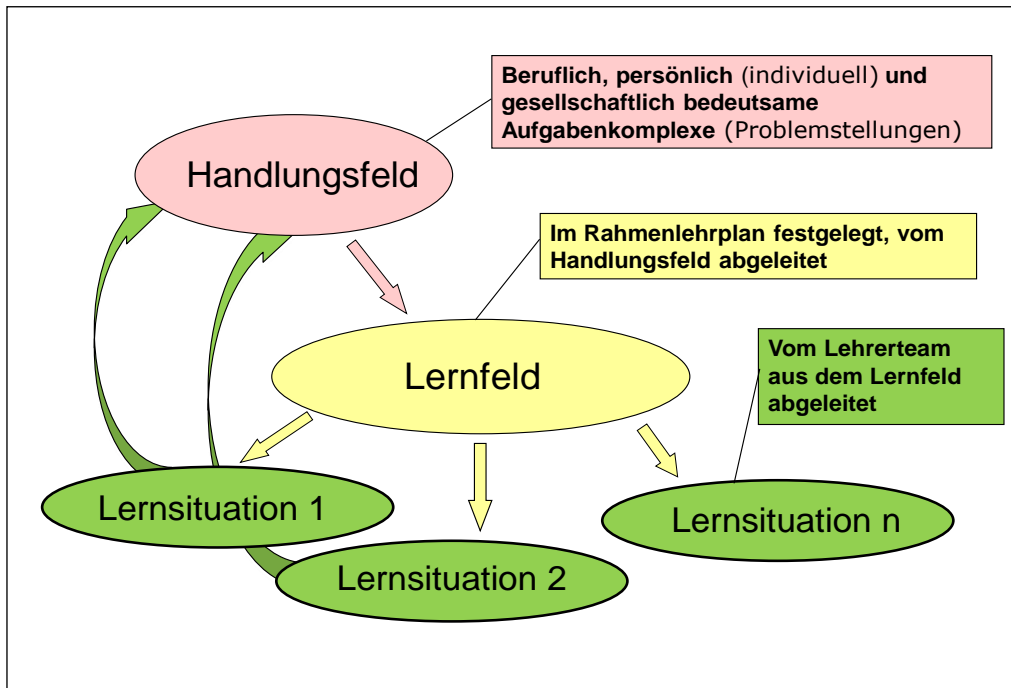 Beruflich, persönlich (individuell) und
gesellschaftlich bedeutsame
Aufgabenkomplexe (Problemstellungen)
Handlungsfeld
Im Rahmenlehrplan festgelegt, vom
Handlungsfeld abgeleitet
Lernfeld
Vom Lehrerteam
aus dem Lernfeld
abgeleitet
Lernsituation 1
Lernsituation 2
Lernsituation n